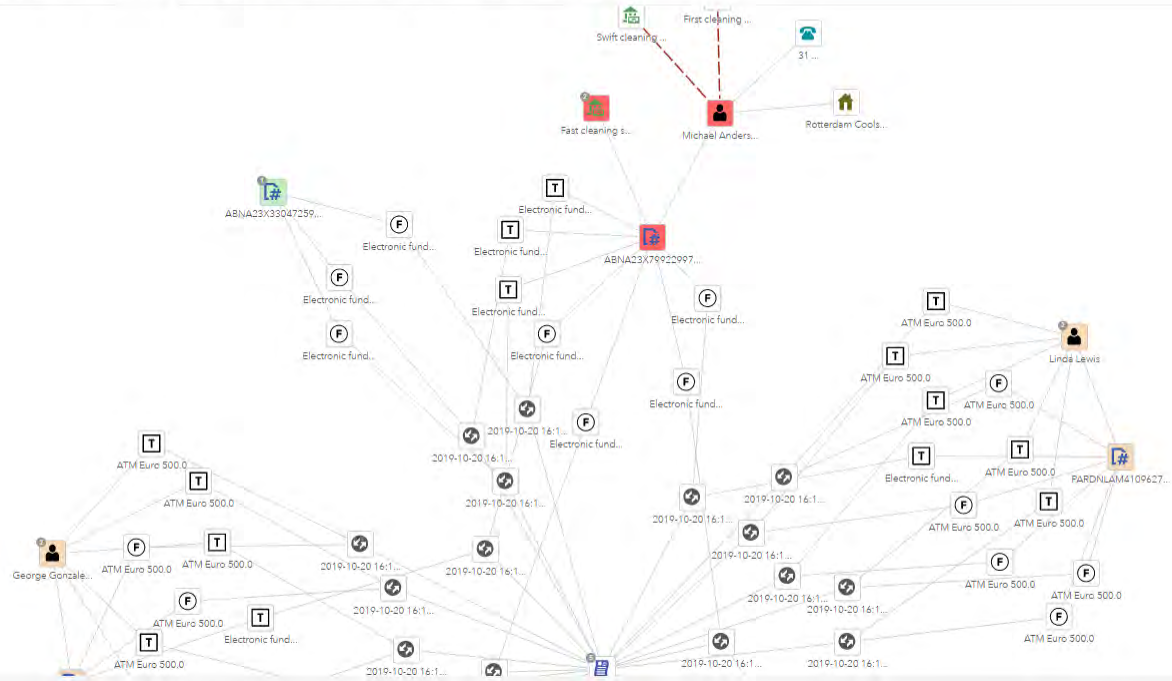 First cleaning ...
Swift cleaning ...
31 ...
Rotterdam Cools...
Fast cleaning s...
Michael Anders...
T
ABNA23X33047259...
Electronic fund...
F
T
Electronic fund...
Electronic fund...
ABNA23X79922997...
F
T
F
T
Electronic fund...
Electronic fund...
Electronic fund...
ATM Euro 500.0
F
F
Electronic fund...
Electronic fund...
T
Linda Lewis
ATM Euro 500.0
F
F
T
Electronic fund...
ATM Euro 500.0
ATM Euro 500.0
F
2019-10-20 16:1...
Electronic fund...
T
2019-10-20 16:1...
T
T
ATM Euro 500.0
ATM Euro 500.0
Electronic fund...
PARDNLAM4109627...
T
ATM Euro 500.0
2019-10-20 16:1...
2019-10-20 16:1...
F
T
2019-10-20 16:1...
ATM Euro 500.0
ATM Euro 500.0
F
T
2019-10-20 16:1...
George Gonzale...
ATM Euro 500.0
ATM Euro 500.0
2019-10-20 16:1...
2019-10-20 16:1...
F
F
ATM Euro 500.0
ATM Euro 500.0
2019-10-20 16:1...
2019-10-20 16:1...
2019-10-20 16:1...
F
F
T
ATM Euro 500.0
Electronic fund...
ATM Euro 500.0
T
ATM Euro 500.0
2019-10-20 16:1...
2019-10-20 16:1...
2019-10-20 16:1...